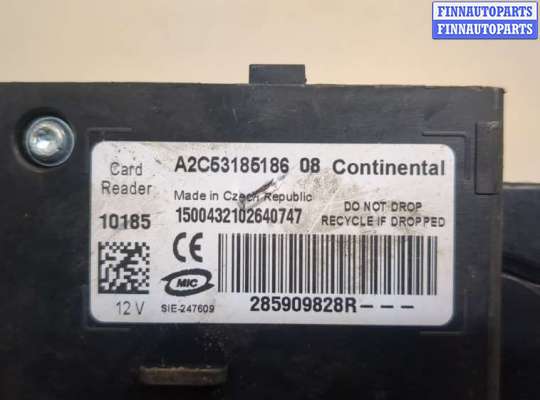 FINNAUTOPARTS
FINNAUTOPARTS
FINNAUTOPARTS
Card Reader
A2C53185186 08 Continental
Made in Czech Republic
10185
1500432102640747
DO NOT DROP
RECYCLE IF DROPPED
CE
MIC
12 V
SIE-247609
285909828R---